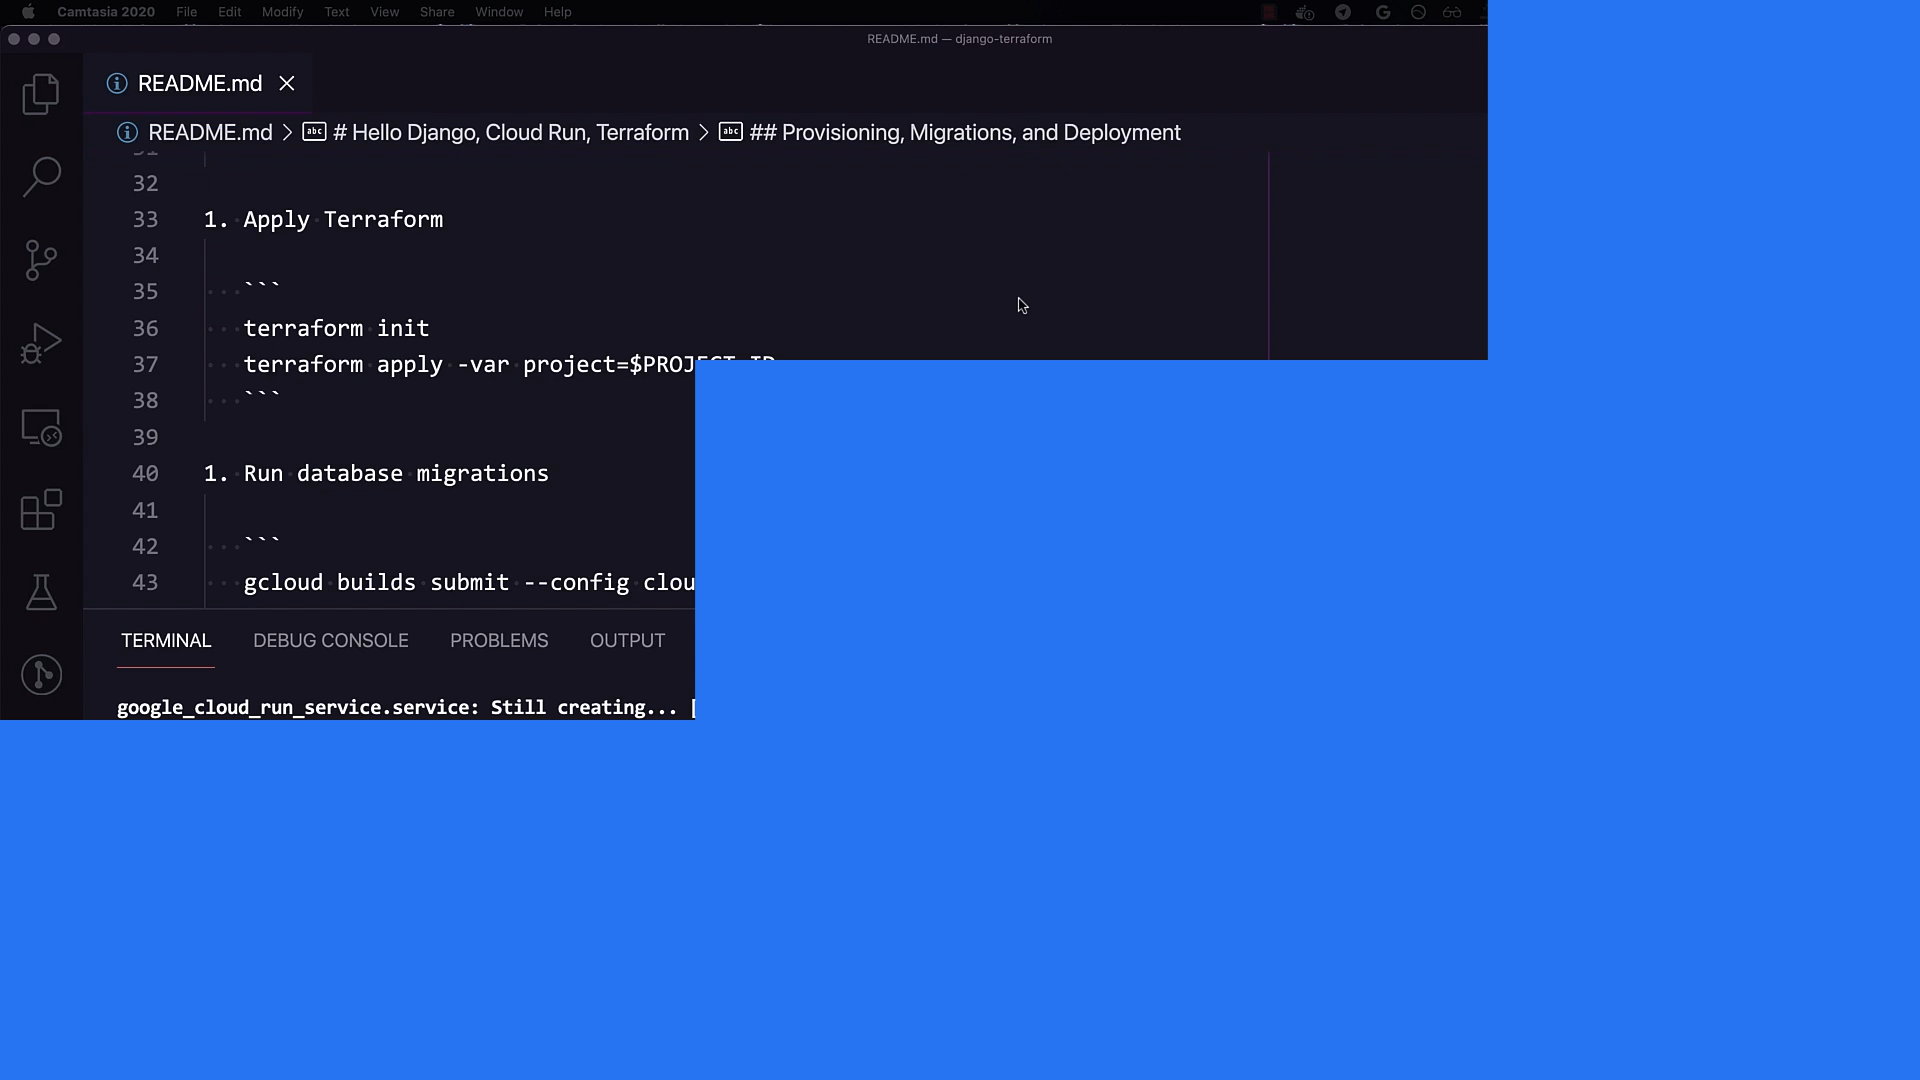 Camtasia 2020 File Edit Modify Text View Share Window Help
README.md — django-terraform
README.md
README.md > # Hello Django, Cloud Run, Terraform > ## Provisioning, Migrations, and Deployment
32
33 1. Apply Terraform
34
35 ```
36 terraform init
37 terraform apply -var project=$PROJECT_ID
38 ```
39
40 1. Run database migrations
41
42 ```
43 gcloud builds submit --config clou
TERMINAL DEBUG CONSOLE PROBLEMS OUTPUT
google_cloud_run_service.service: Still creating... [